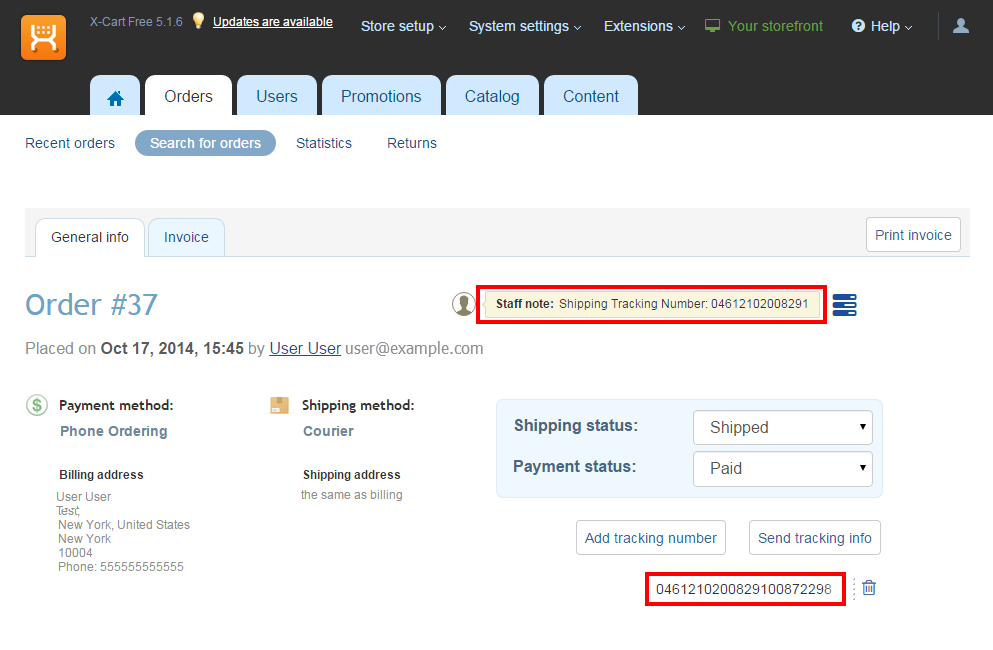 X-Cart Free 5.1.6 Updates are available Store setup System settings Extensions Your storefront ? Help
Orders Users Promotions Catalog Content
Recent orders Search for orders Statistics Returns
General info Invoice Print invoice
Order #37 Staff note: Shipping Tracking Number: 04612102008291
Placed on Oct 17, 2014, 15:45 by User User user@example.com
$ Payment method: Shipping method:
Phone Ordering Courier
Shipping status: Shipped
Payment status: Paid
Billing address Shipping address
User User the same as billing
Test,
New York, United States
New York
10004
Phone: 555555555555
Add tracking number Send tracking info
0461210200829100872298